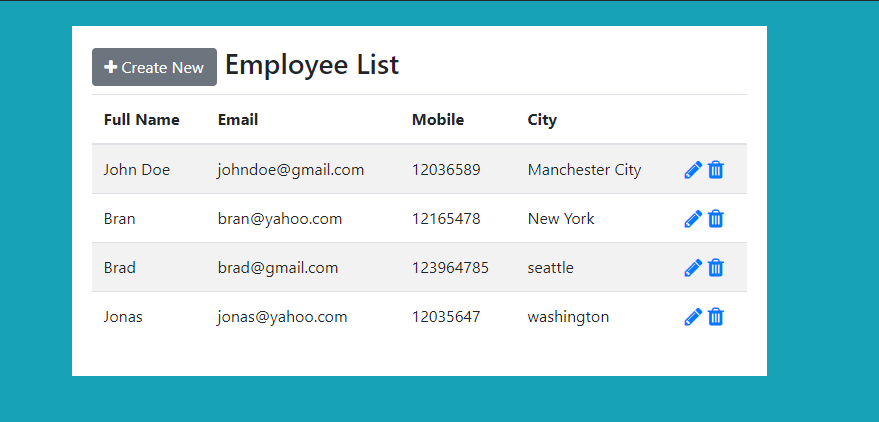 Create New Employee List
Full Name Email Mobile City
John Doe johndoe@gmail.com 12036589 Manchester City
Bran bran@yahoo.com 12165478 New York
Brad brad@gmail.com 123964785 seattle
Jonas jonas@yahoo.com 12035647 washington